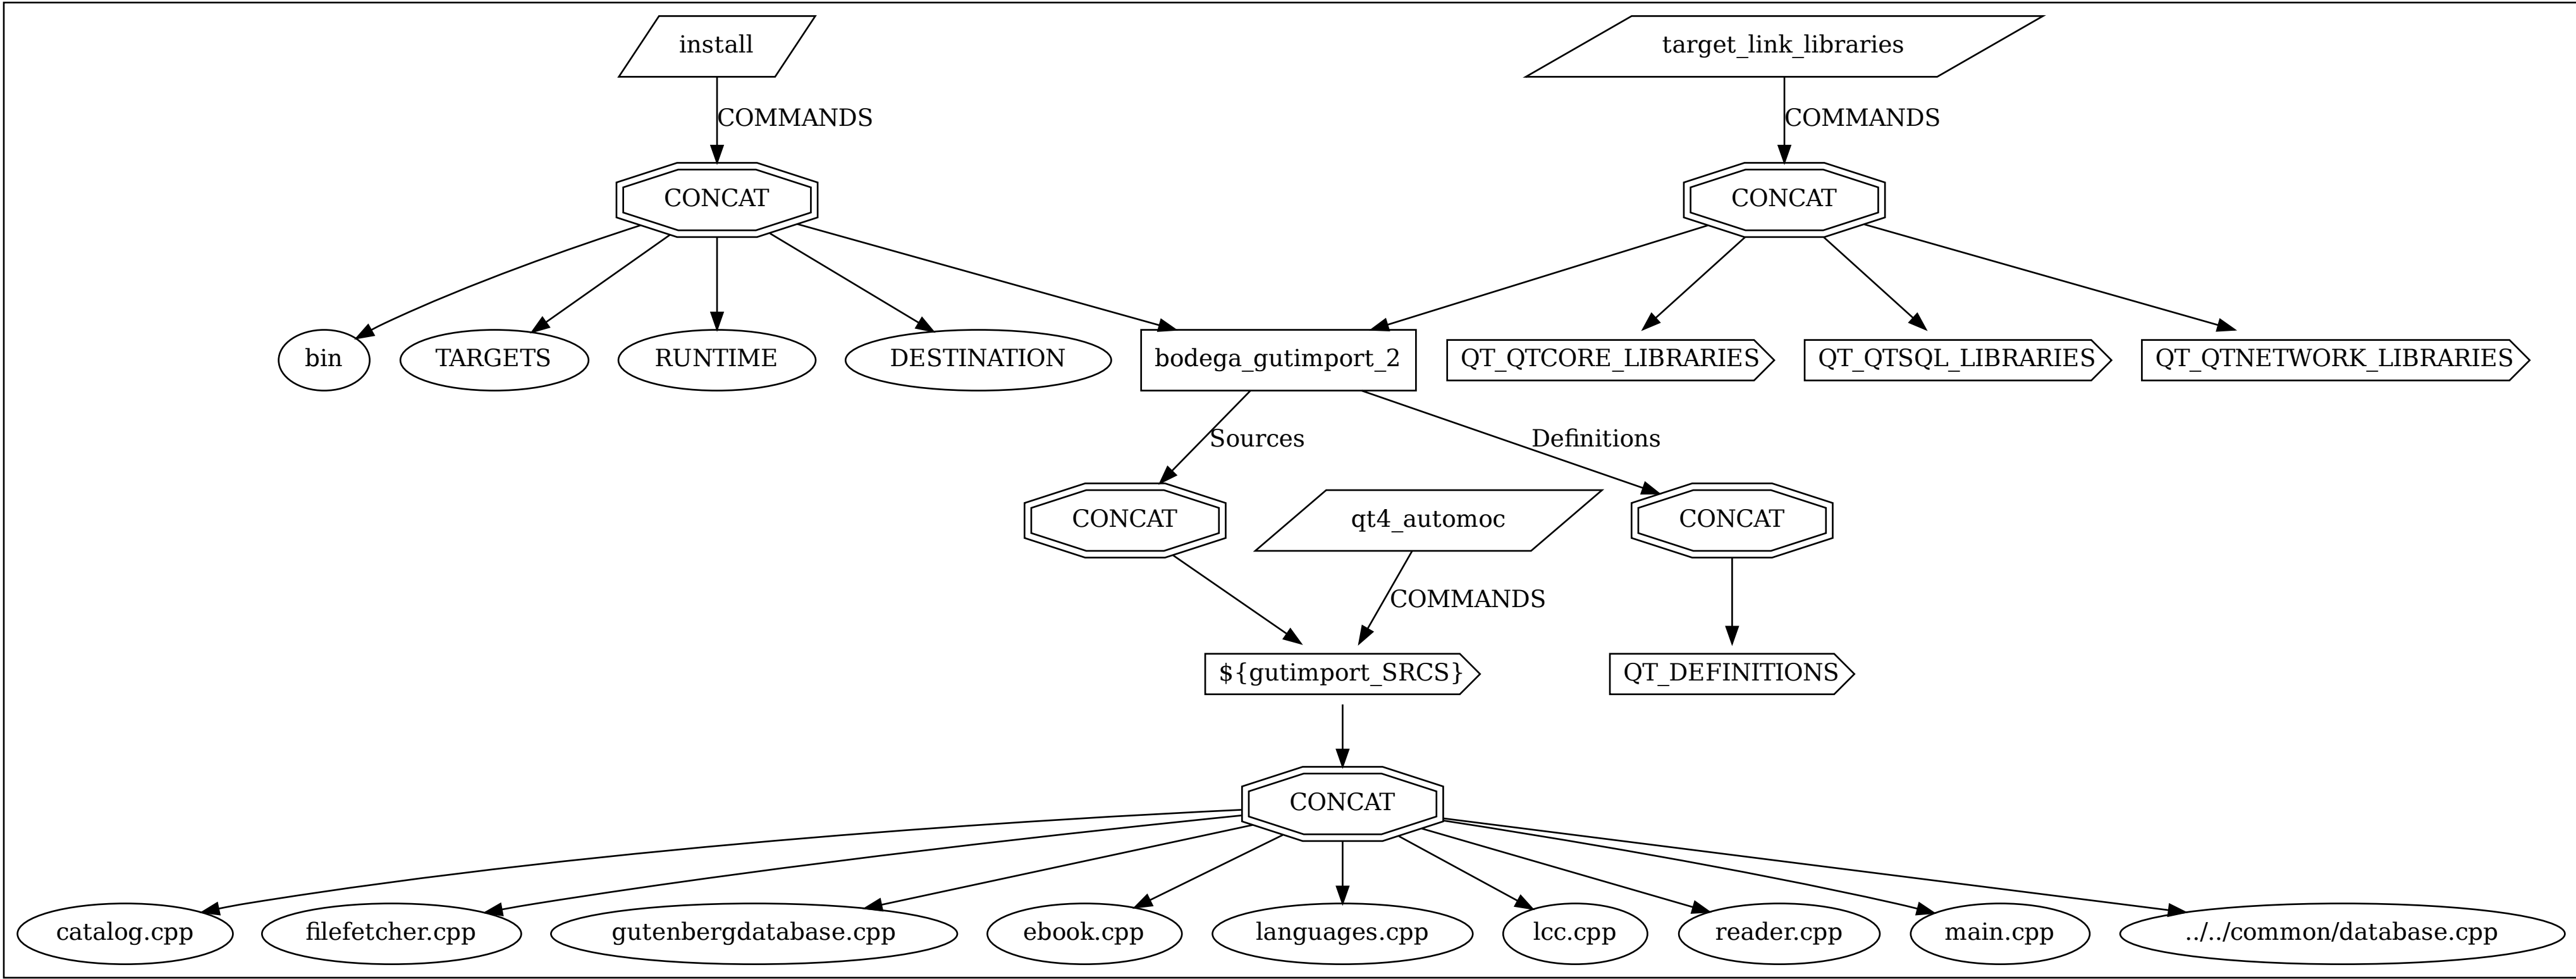 install
target_link_libraries
COMMANDS
COMMANDS
CONCAT
CONCAT
bin
TARGETS
RUNTIME
DESTINATION
bodega_gutimport_2
QT_QTCORE_LIBRARIES
QT_QTSQL_LIBRARIES
QT_QTNETWORK_LIBRARIES
Sources
Definitions
CONCAT
qt4_automoc
CONCAT
COMMANDS
${gutimport_SRCS}
QT_DEFINITIONS
CONCAT
catalog.cpp
filefetcher.cpp
gutenbergdatabase.cpp
ebook.cpp
languages.cpp
lcc.cpp
reader.cpp
main.cpp
../../common/database.cpp